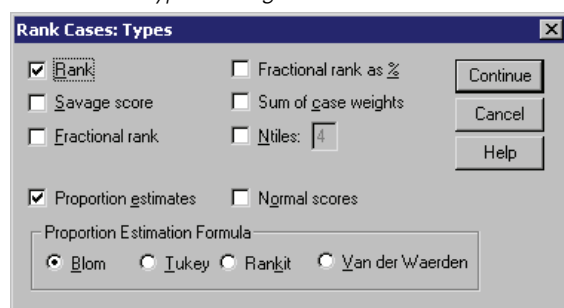 Rank Cases: Types
Rank
Fractional rank as %
Continue
Savage score
Sum of case weights
Cancel
Fractional rank
Ntiles: 4
Help
Proportion estimates
Normal scores
Proportion Estimation Formula
Blom Tukey Rankit Van der Waerden